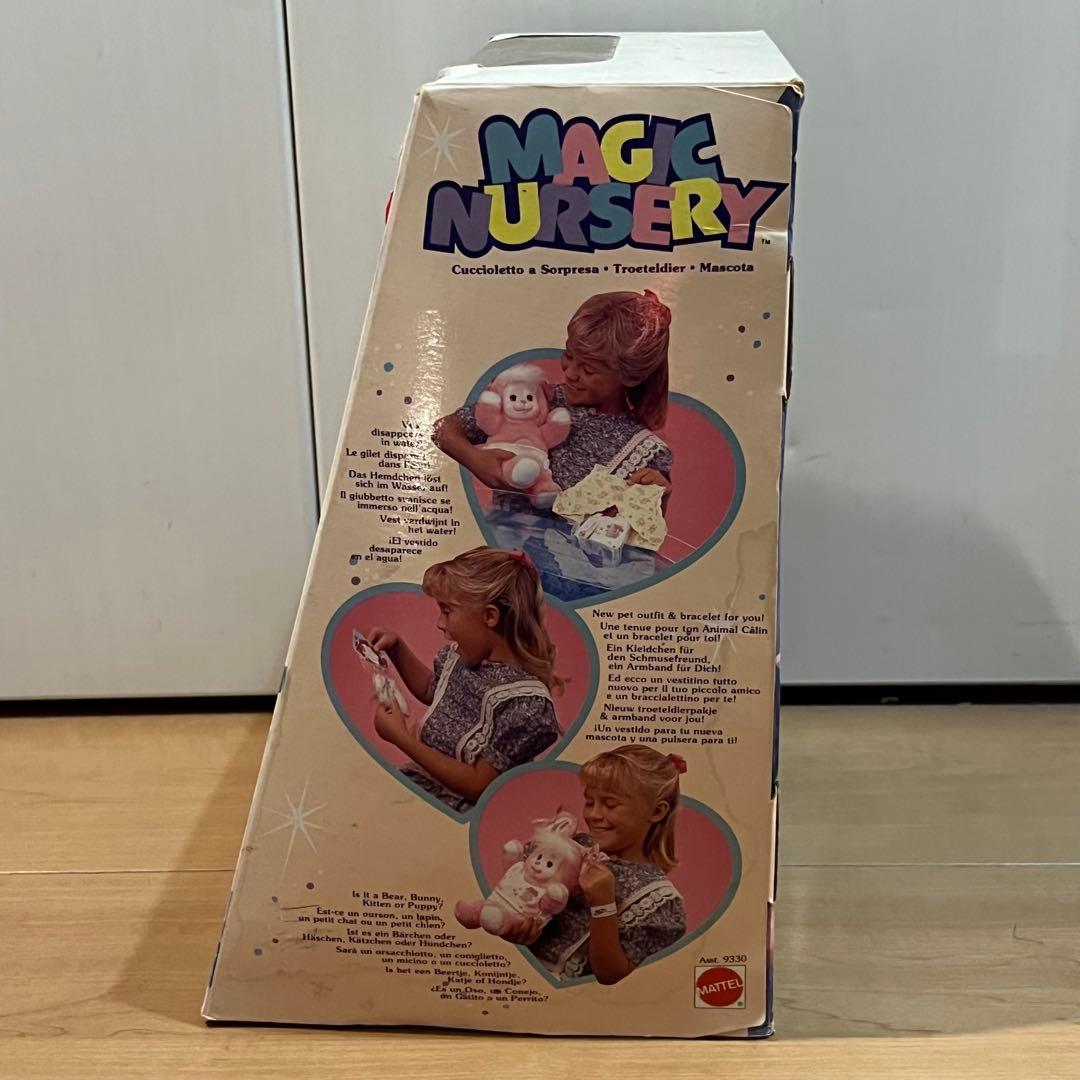 MAGIC
NURSERY™
Cuccioletto a Sorpresa • Troeteldier • Mascota
disappears
in water!
Le gilet disparaît
dans l'eau!
Das Hemdchen löst
sich im Wasser auf!
Il giubbetto svanisce se
immerso nell'acqua!
Vest verdwijnt in
het water!
¡El vestido
desaparece
en el agua!
New pet outfit & bracelet for you!
Une tenue pour ton Animal Câlin
et un bracelet pour toi!
Ein Kleidchen für
den Schmusefreund,
ein Armband für Dich!
Ed ecco un vestitino tutto
nuovo per il tuo piccolo amico
e un braccialettino per te!
Nieuw troeteldierpakje
& armband voor jou!
¡Un vestido para tu nueva
mascota y una pulsera para ti!
Is it a Bear, Bunny,
Kitten or Puppy?
Est-ce un ourson, un lapin,
un petit chat ou un petit chien?
Ist es ein Bärchen oder
Häschen, Kätzchen oder Hündchen?
Sarà un orsacchiotto, un coniglietto,
un micino o un cuccioletto?
Is het een Beertje, Konijntje,
Katje of Hondje?
¿Es un Oso, un Conejo,
un Gatito o un Perrito?
Asst. 9330
MATTEL®